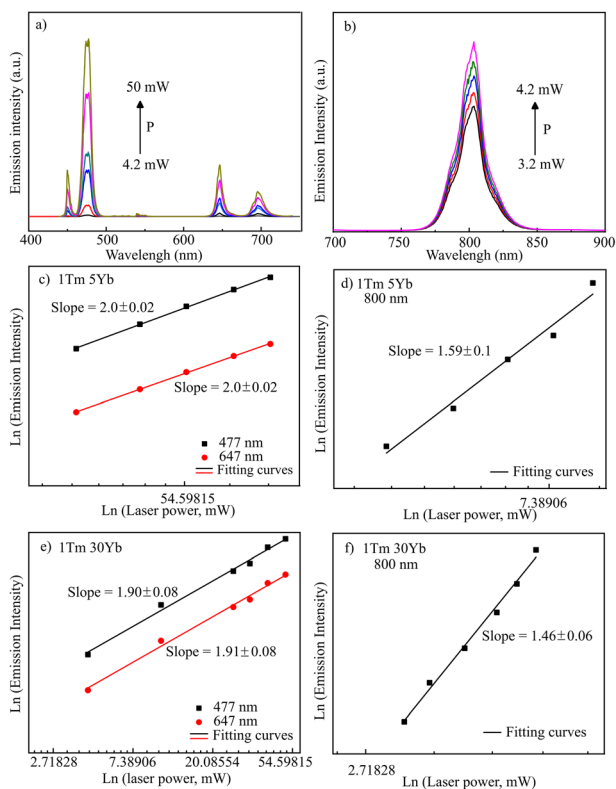 a)
50 mW
P
4.2 mW
Emission intensity (a.u.)
400 500 600 700
Wavelengh (nm)
b)
4.2 mW
P
3.2 mW
Emission Intensity (a.u.)
700 750 800 850 900
Wavelengh (nm)
c) 1Tm 5Yb
Slope = 2.0±0.02
Slope = 2.0±0.02
477 nm
647 nm
Fitting curves
Ln (Emission Intensity)
54.59815
Ln (Laser power, mW)
d) 1Tm 5Yb
800 nm
Slope = 1.59±0.1
Fitting curves
Ln (Emission Intensity)
7.38906
Ln (Laser power, mW)
e) 1Tm 30Yb
Slope = 1.90±0.08
Slope = 1.91±0.08
477 nm
647 nm
Fitting curves
Ln (Emission Intensity)
2.71828 7.38906 20.08554 54.59815
Ln (laser power, mW)
f) 1Tm 30Yb
800 nm
Slope = 1.46±0.06
Fitting curves
Ln (Emission Intensity)
2.71828
Ln (Laser power, mW)